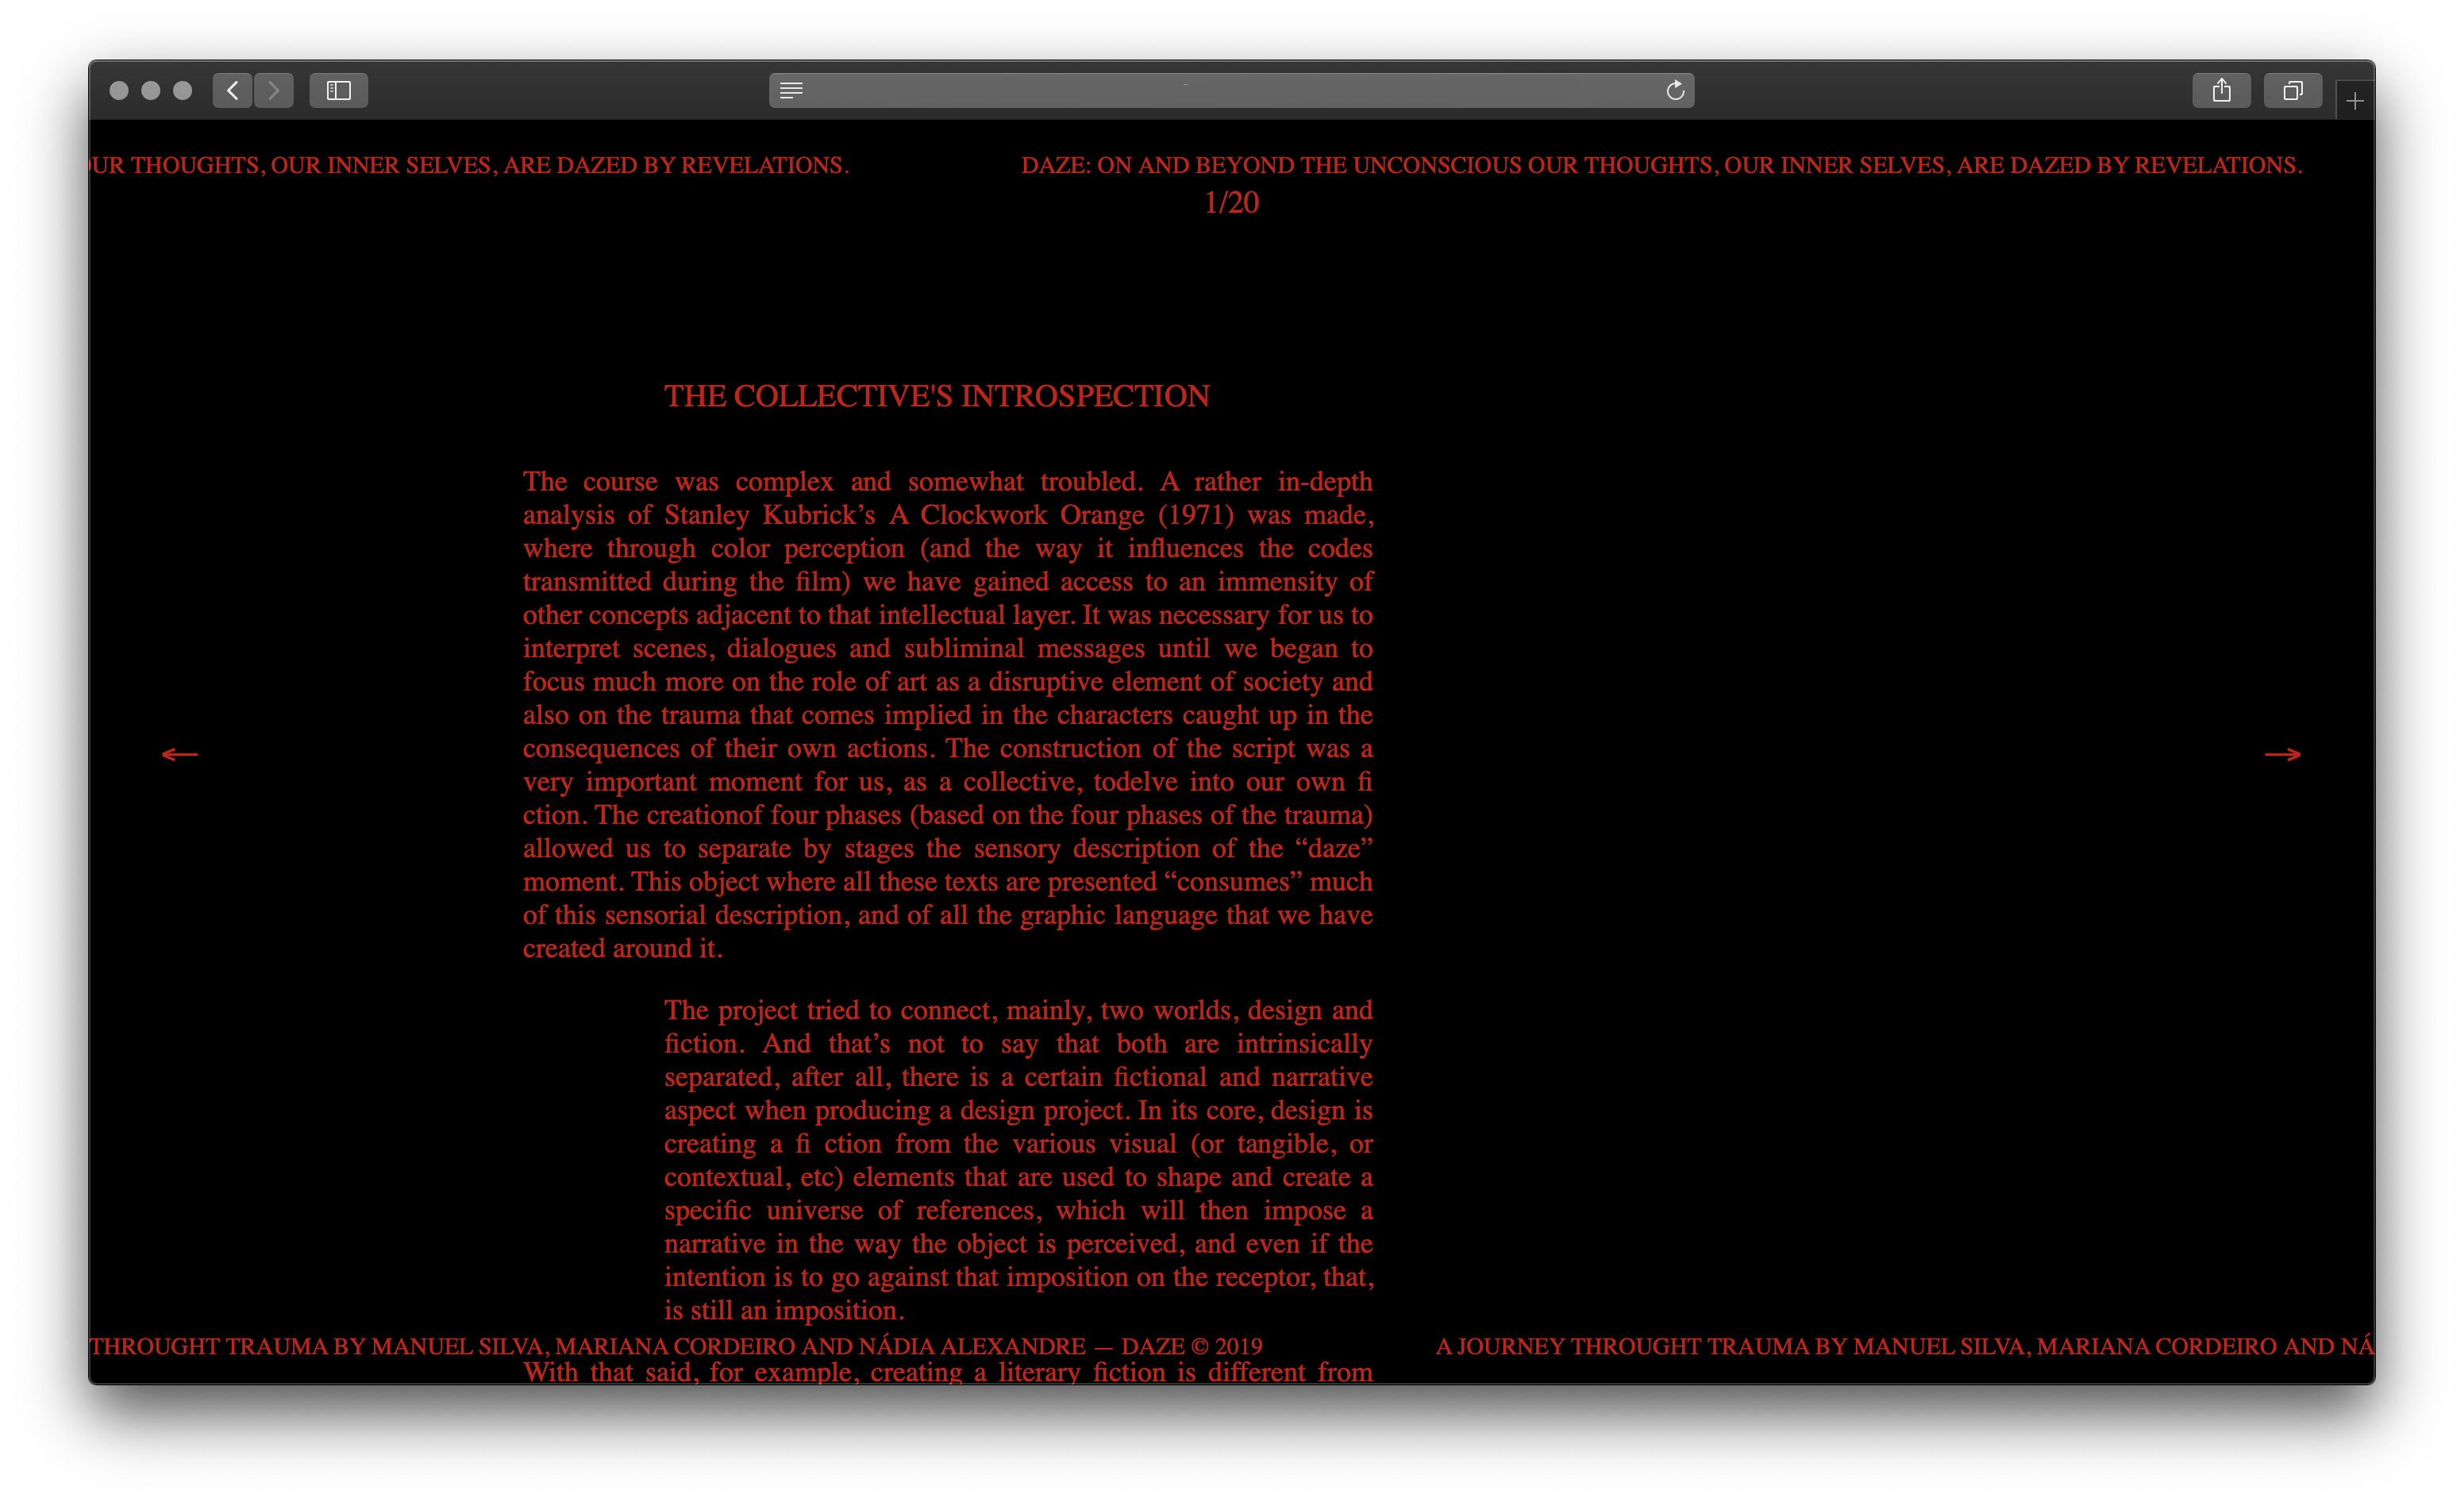 OUR THOUGHTS, OUR INNER SELVES, ARE DAZED BY REVELATIONS. DAZE: ON AND BEYOND THE UNCONSCIOUS OUR THOUGHTS, OUR INNER SELVES, ARE DAZED BY REVELATIONS.
1/20
THE COLLECTIVE'S INTROSPECTION
The course was complex and somewhat troubled. A rather in-depth
analysis of Stanley Kubrick’s A Clockwork Orange (1971) was made,
where through color perception (and the way it influences the codes
transmitted during the film) we have gained access to an immensity of
other concepts adjacent to that intellectual layer. It was necessary for us to
interpret scenes, dialogues and subliminal messages until we began to
focus much more on the role of art as a disruptive element of society and
also on the trauma that comes implied in the characters caught up in the
consequences of their own actions. The construction of the script was a
very important moment for us, as a collective, todelve into our own fi
ction. The creationof four phases (based on the four phases of the trauma)
allowed us to separate by stages the sensory description of the “daze”
moment. This object where all these texts are presented “consumes” much
of this sensorial description, and of all the graphic language that we have
created around it.
←
→
The project tried to connect, mainly, two worlds, design and
fiction. And that’s not to say that both are intrinsically
separated, after all, there is a certain fictional and narrative
aspect when producing a design project. In its core, design is
creating a fi ction from the various visual (or tangible, or
contextual, etc) elements that are used to shape and create a
specific universe of references, which will then impose a
narrative in the way the object is perceived, and even if the
intention is to go against that imposition on the receptor, that,
is still an imposition.
THROUGHT TRAUMA BY MANUEL SILVA, MARIANA CORDEIRO AND NÁDIA ALEXANDRE — DAZE © 2019 A JOURNEY THROUGHT TRAUMA BY MANUEL SILVA, MARIANA CORDEIRO AND NÁ
With that said, for example, creating a literary fiction is different from